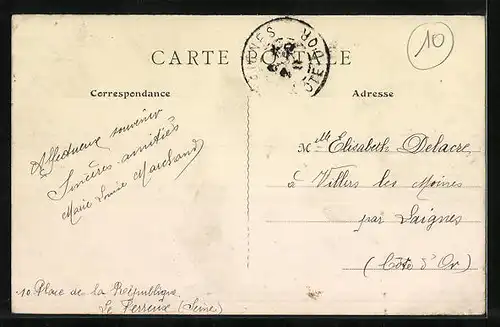 CARTE POSTALE
10
Correspondance
Adresse
Affectueux souvenir
Sincères amitiés
Marie Louise Marchand
10. Place de la République
Le Perreux (Seine)
Mlle Elisabeth Delacre
à Villers les Moines
par Laignes
(Côte d'Or)